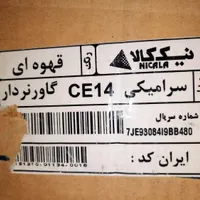 نیک کالا
NICALA
رنگ
قهوه ای
سرامیکی CE14 گاورنردار
شماره سریال
7JE93084I9BB480
ایران کد :